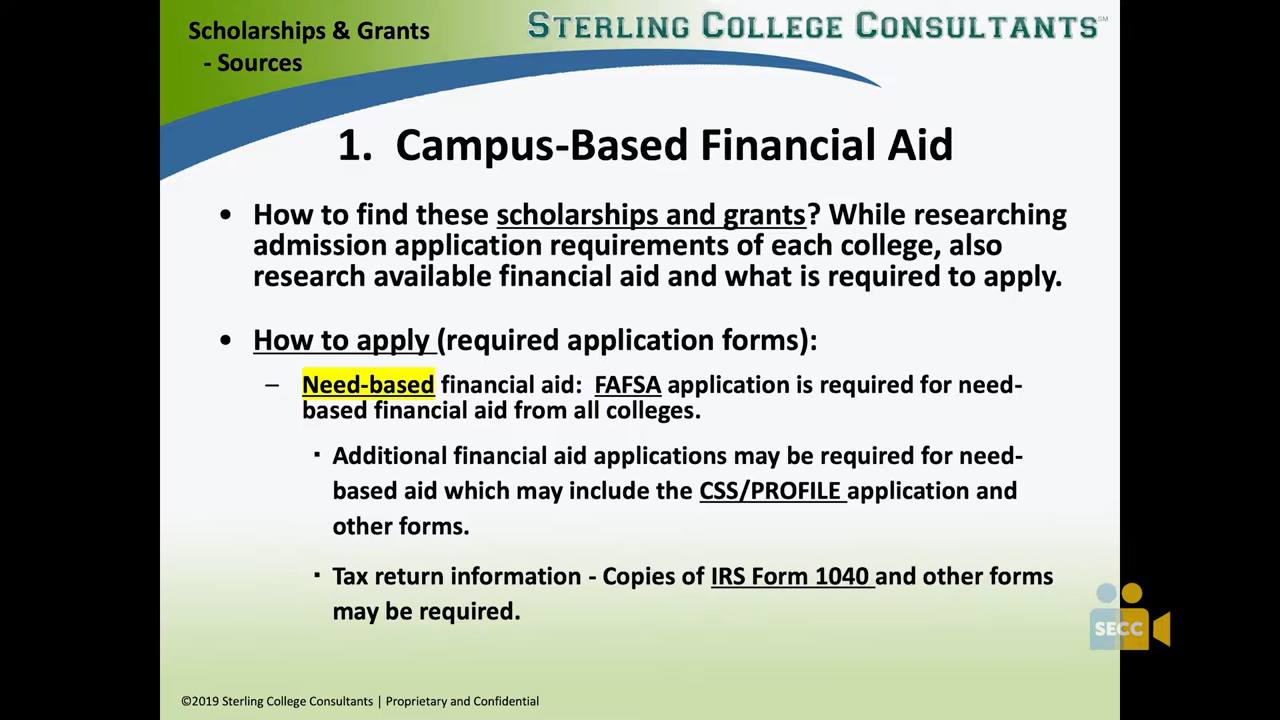 Scholarships & Grants
- Sources
STERLING COLLEGE CONSULTANTS℠
1. Campus-Based Financial Aid
• How to find these scholarships and grants? While researching
admission application requirements of each college, also
research available financial aid and what is required to apply.
• How to apply (required application forms):
– Need-based financial aid: FAFSA application is required for need-
based financial aid from all colleges.
▪ Additional financial aid applications may be required for need-
based aid which may include the CSS/PROFILE application and
other forms.
▪ Tax return information - Copies of IRS Form 1040 and other forms
may be required.
SECC
©2019 Sterling College Consultants | Proprietary and Confidential